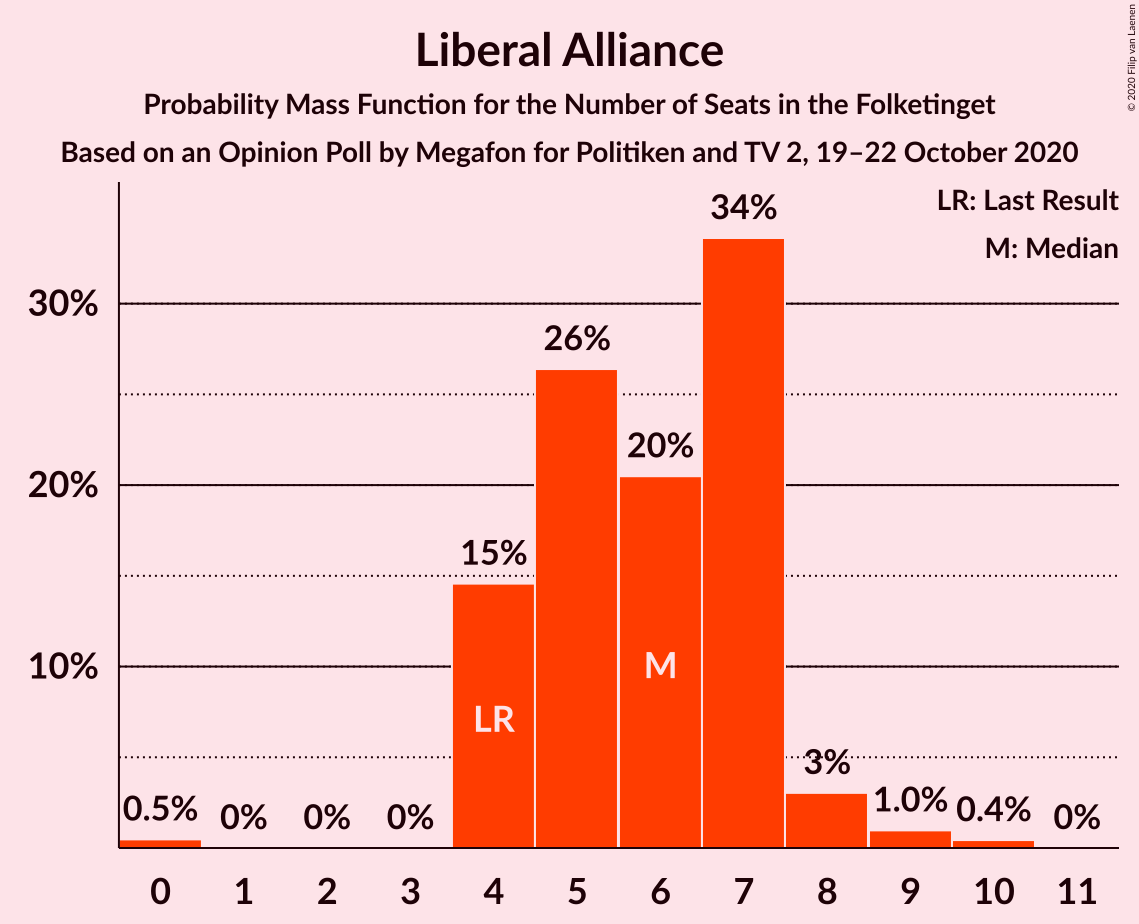 Liberal Alliance
Probability Mass Function for the Number of Seats in the Folketinget
Based on an Opinion Poll by Megafon for Politiken and TV 2, 19–22 October 2020
© 2020 Filip van Laenen
LR: Last Result
M: Median
34%
30%
26%
20%
20%
15%
10%
M
LR
3%
1.0%
0.5%
0%
0%
0%
0.4%
0%
0 1 2 3 4 5 6 7 8 9 10 11